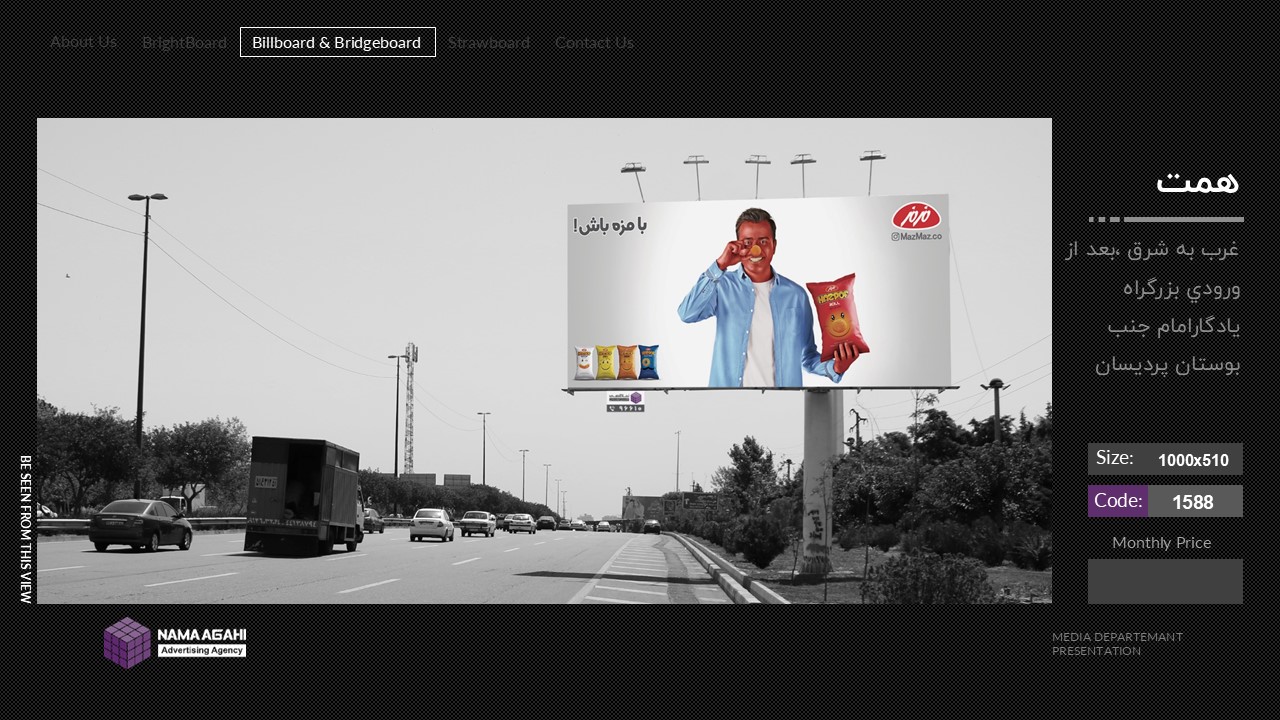 About Us
BrightBoard
Billboard & Bridgeboard
Strawboard
Contact Us
با مزه باش!
مزمز
MazMaz.co
۹۶۶۱۰
همت
غرب به شرق ،بعد از
ورودي بزرگراه
يادگارامام جنب
بوستان پرديسان
Size:
1000x510
Code:
1588
Monthly Price
BE SEEN FROM THIS VIEW
NAMA AGAHI
Advertising Agency
MEDIA DEPARTEMANT
PRESENTATION